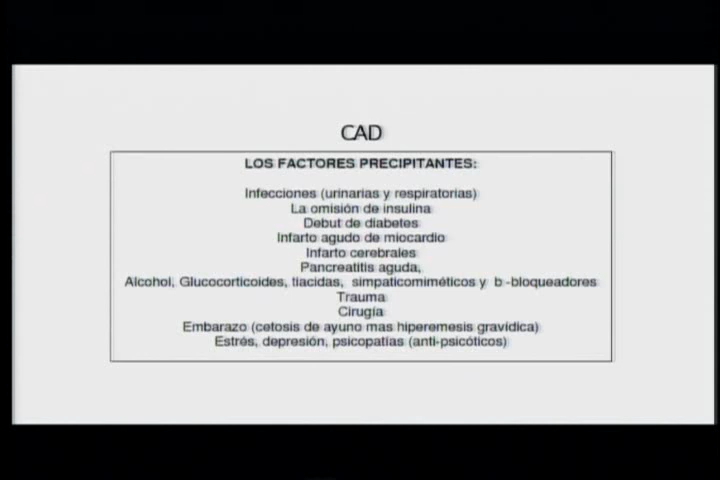 CAD
LOS FACTORES PRECIPITANTES:
Infecciones (urinarias y respiratorias)
La omisión de insulina
Debut de diabetes
Infarto agudo de miocardio
Infarto cerebrales
Pancreatitis aguda,
Alcohol, Glucocorticoides, tiacidas, simpaticomiméticos y b -bloqueadores
Trauma
Cirugía
Embarazo (cetosis de ayuno mas hiperemesis gravídica)
Estrés, depresión, psicopatías (anti-psicóticos)